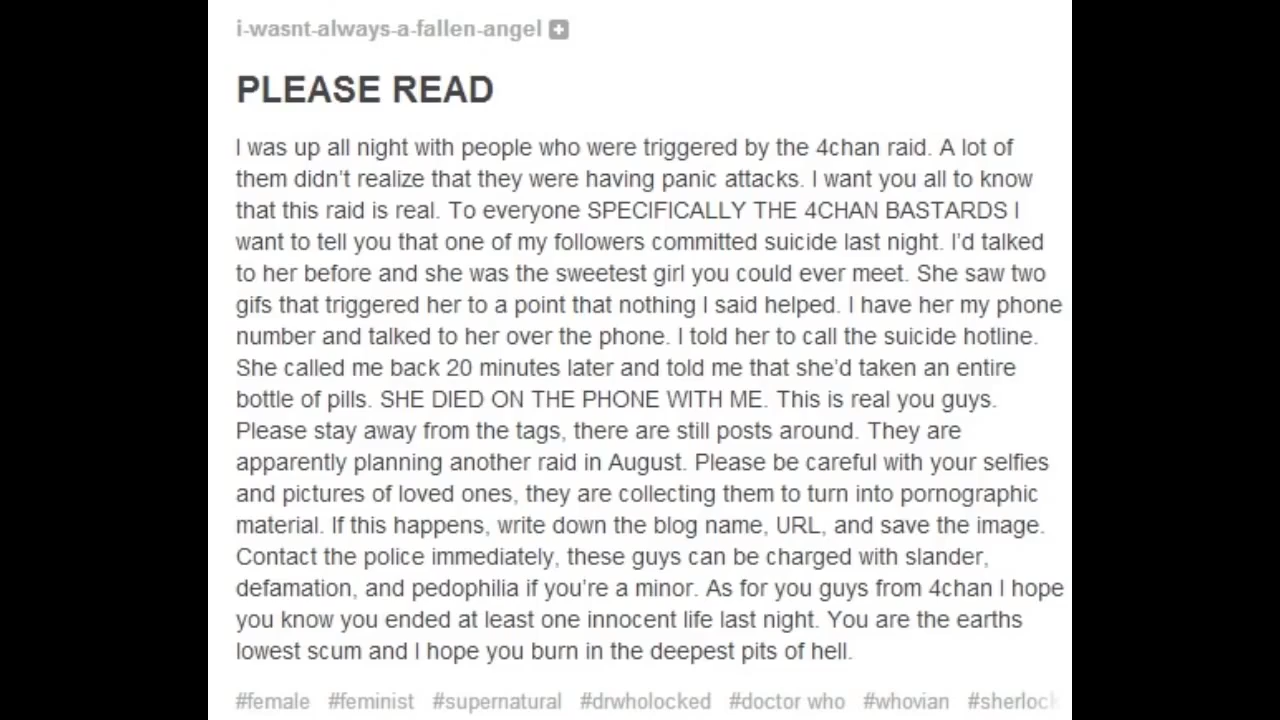 i-wasnt-always-a-fallen-angel
PLEASE READ
I was up all night with people who were triggered by the 4chan raid. A lot of
them didn't realize that they were having panic attacks. I want you all to know
that this raid is real. To everyone SPECIFICALLY THE 4CHAN BASTARDS I
want to tell you that one of my followers committed suicide last night. I'd talked
to her before and she was the sweetest girl you could ever meet. She saw two
gifs that triggered her to a point that nothing I said helped. I have her my phone
number and talked to her over the phone. I told her to call the suicide hotline.
She called me back 20 minutes later and told me that she'd taken an entire
bottle of pills. SHE DIED ON THE PHONE WITH ME. This is real you guys.
Please stay away from the tags, there are still posts around. They are
apparently planning another raid in August. Please be careful with your selfies
and pictures of loved ones, they are collecting them to turn into pornographic
material. If this happens, write down the blog name, URL, and save the image.
Contact the police immediately, these guys can be charged with slander,
defamation, and pedophilia if you're a minor. As for you guys from 4chan I hope
you know you ended at least one innocent life last night. You are the earths
lowest scum and I hope you burn in the deepest pits of hell.
#female #feminist #supernatural #drwholocked #doctor who #whovian #sherlock